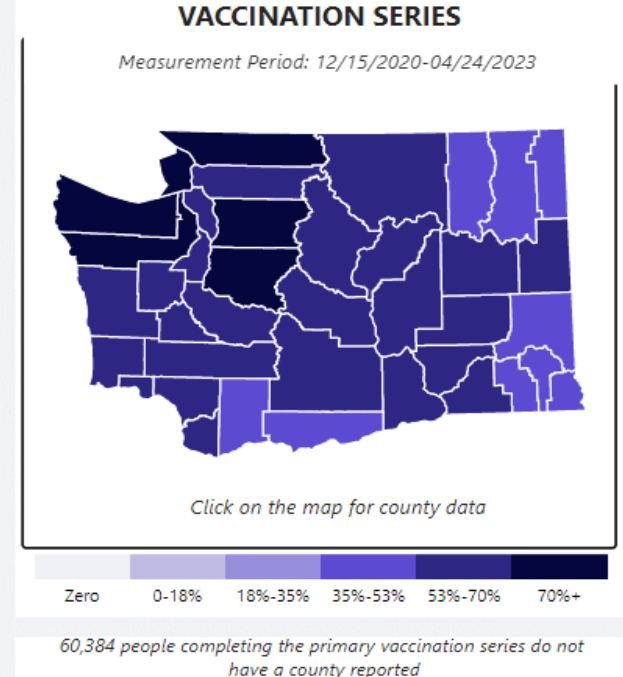 VACCINATION SERIES
Measurement Period: 12/15/2020-04/24/2023
Click on the map for county data
Zero 0-18% 18%-35% 35%-53% 53%-70% 70%+
60,384 people completing the primary vaccination series do not
have a county reported